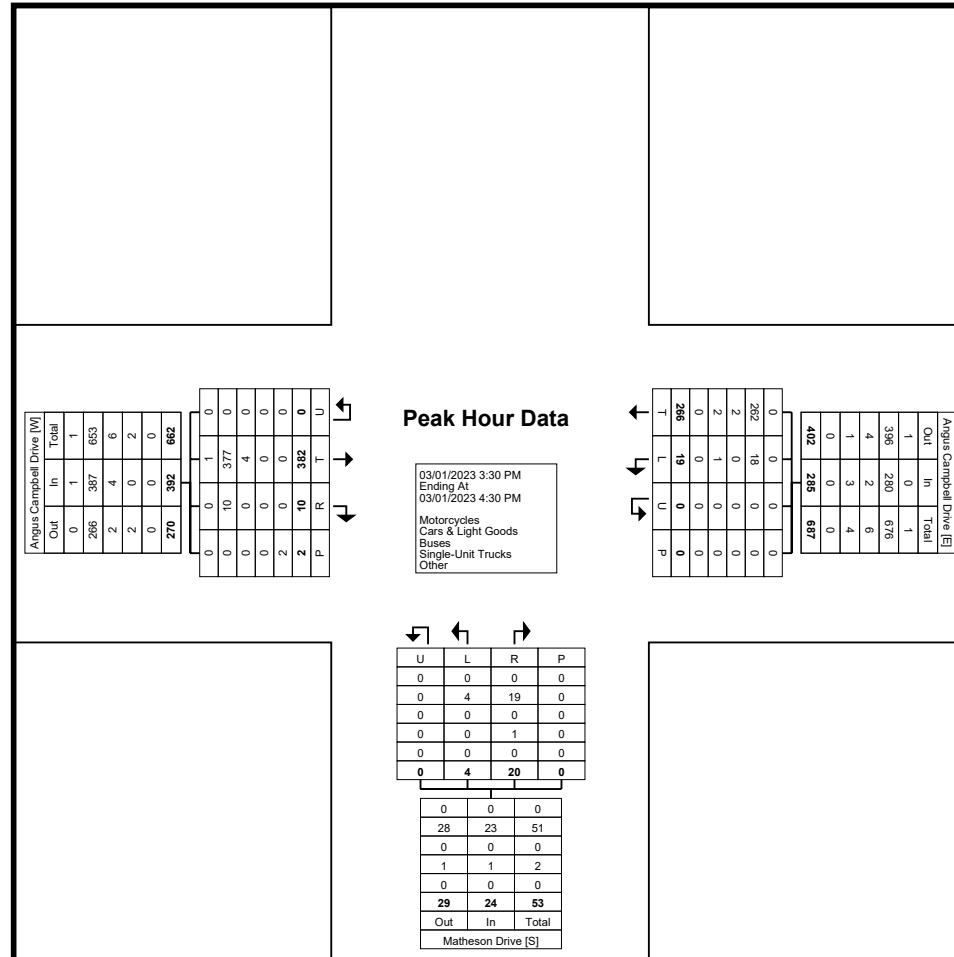 Peak Hour Data
03/01/2023 3:30 PM
Ending At
03/01/2023 4:30 PM
Motorcycles
Cars & Light Goods
Buses
Single-Unit Trucks
Other
Angus Campbell Drive [W]
Total In Out
1 1 0
653 387 266
6 4 2
2 0 2
0 0 0
662 392 270
U T R P
0 382 10 2
0 0 0 2
0 0 0 0
0 4 0 0
0 377 10 0
0 1 0 0
Angus Campbell Drive [E]
Out In Total
1 0 1
396 280 676
4 2 6
1 3 4
0 0 0
402 285 687
0 0 0 0
262 18 0 0
2 0 0 0
2 1 0 0
0 0 0 0
266 19 0 0
T L U P
U L R P
0 0 0 0
0 4 19 0
0 0 0 0
0 0 1 0
0 0 0 0
0 4 20 0
0 0 0
28 23 51
0 0 0
1 1 2
0 0 0
29 24 53
Out In Total
Matheson Drive [S]